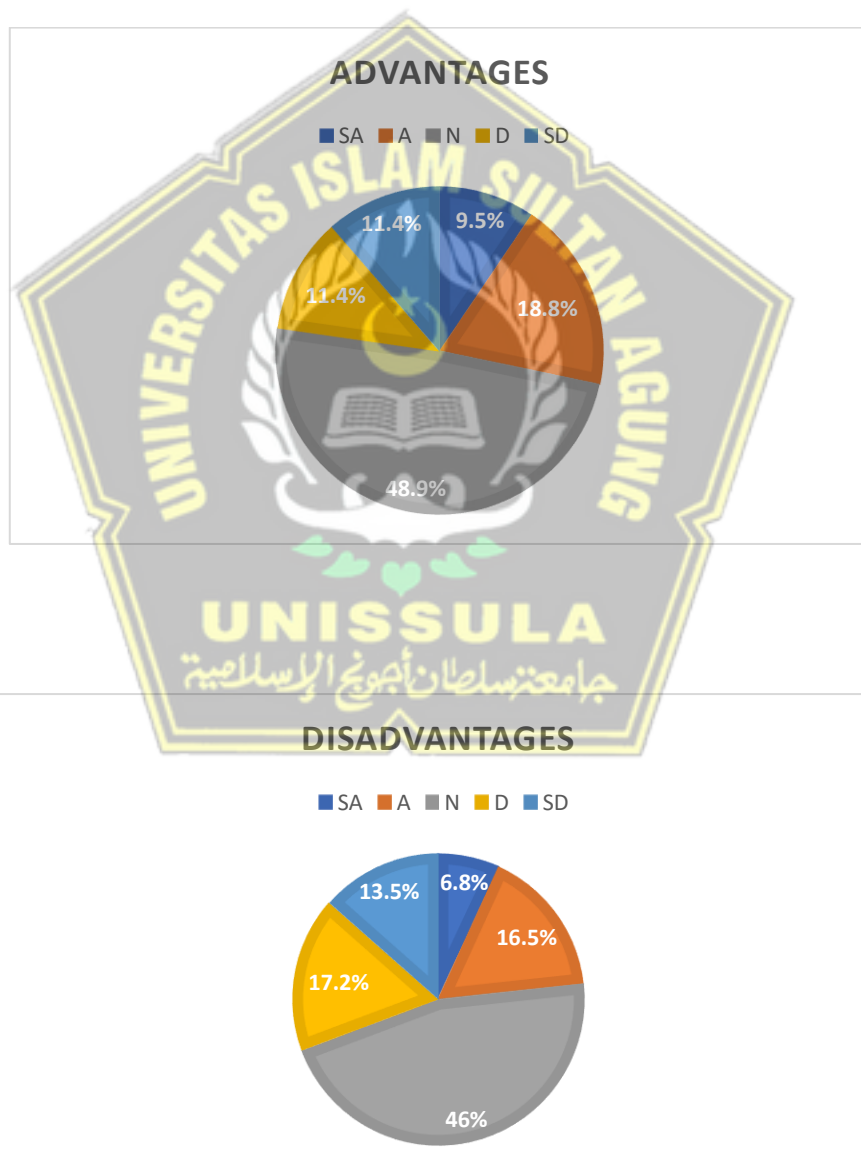 ADVANTAGES
SA A N D SD
11.4% 9.5%
11.4% 18.8%
48.9%
UNIVERSITAS ISLAM SULTAN AGUNG
UNISSULA
جامعة سلطان أجونج الإسلامية
DISADVANTAGES
SA A N D SD
13.5% 6.8%
16.5%
17.2%
46%